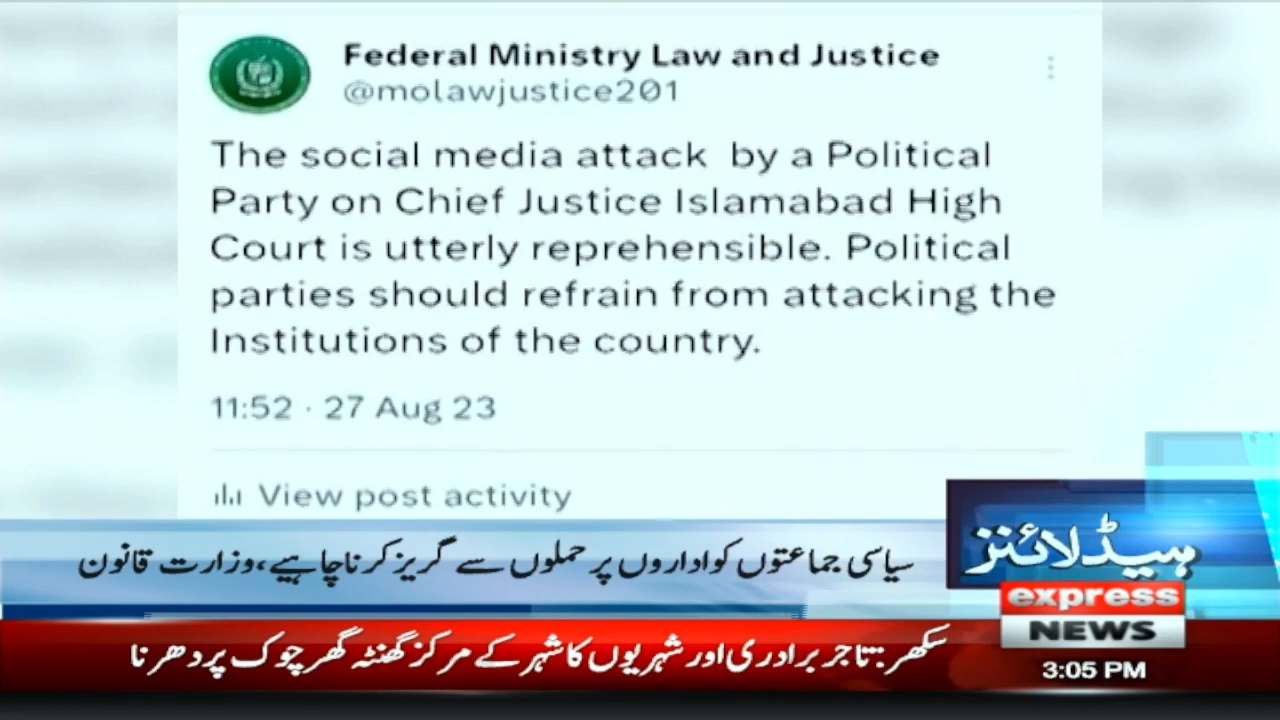 Federal Ministry Law and Justice
@molawjustice201
The social media attack by a Political
Party on Chief Justice Islamabad High
Court is utterly reprehensible. Political
parties should refrain from attacking the
Institutions of the country.
11:52 · 27 Aug 23
View post activity
ہیڈلائنز
سیاسی جماعتوں کو اداروں پر حملوں سے گریز کرنا چاہیے، وزارت قانون
express
NEWS
سکھر: تاجر برادری اور شہریوں کا شہر کے مرکز گھنٹہ گھر چوک پر دھرنا
3:05 PM